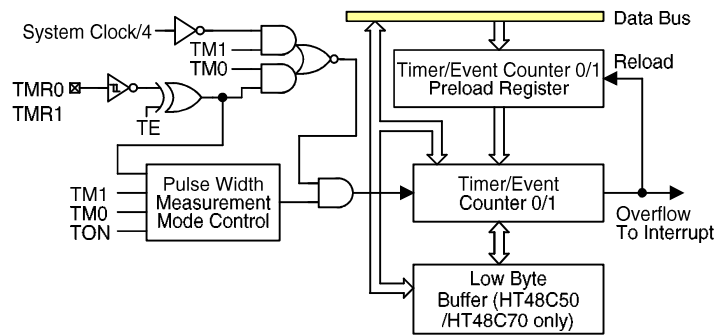 Data Bus
System Clock/4
TM1
TM0
TMR0
TMR1
TE
Timer/Event Counter 0/1
Preload Register
Reload
TM1
TM0
TON
Pulse Width
Measurement
Mode Control
Timer/Event
Counter 0/1
Overflow
To Interrupt
Low Byte
Buffer (HT48C50
/HT48C70 only)